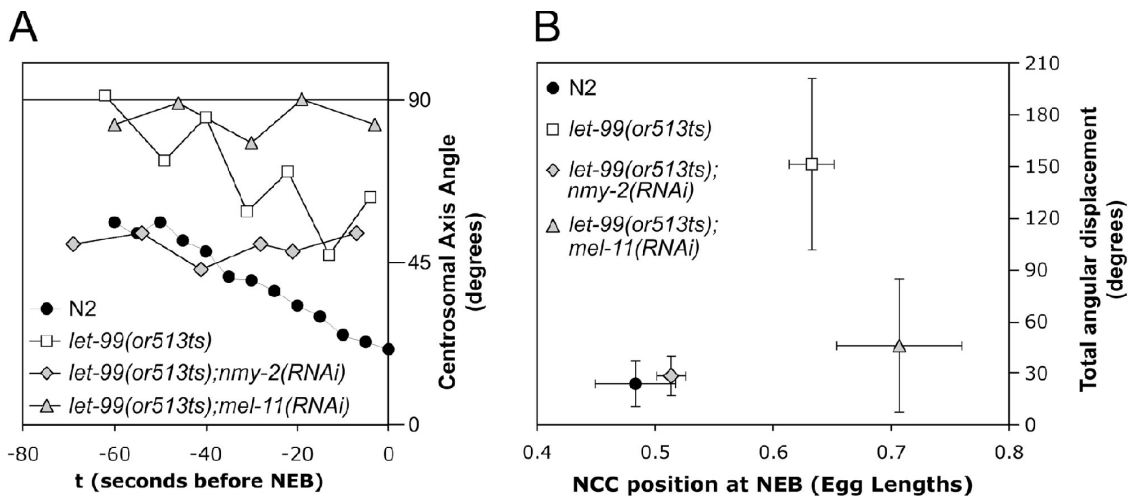 A
B
90
45
0
Centrosomal Axis Angle
(degrees)
N2
let-99(or513ts)
let-99(or513ts);nmy-2(RNAi)
let-99(or513ts);mel-11(RNAi)
-80
-60
-40
-20
0
t (seconds before NEB)
N2
let-99(or513ts)
let-99(or513ts);
nmy-2(RNAi)
let-99(or513ts);
mel-11(RNAi)
210
180
150
120
90
60
30
0
Total angular displacement
(degrees)
0.4
0.5
0.6
0.7
0.8
NCC position at NEB (Egg Lengths)